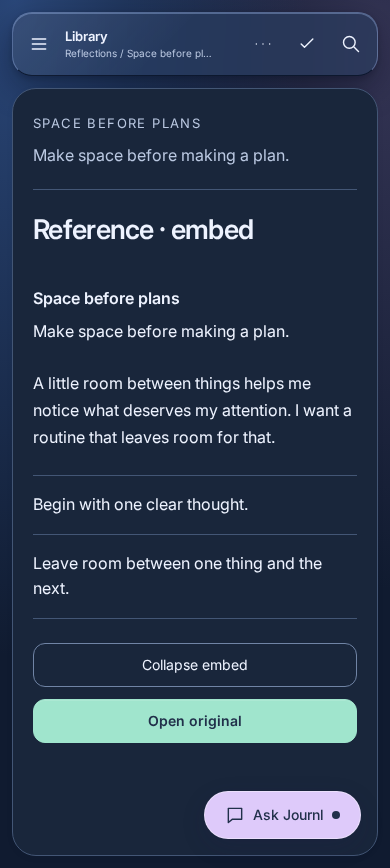 Library
Reflections / Space before pl...
SPACE BEFORE PLANS
Make space before making a plan.
Reference · embed
Space before plans
Make space before making a plan.
A little room between things helps me
notice what deserves my attention. I want a
routine that leaves room for that.
Begin with one clear thought.
Leave room between one thing and the
next.
Collapse embed
Open original
Ask Journl